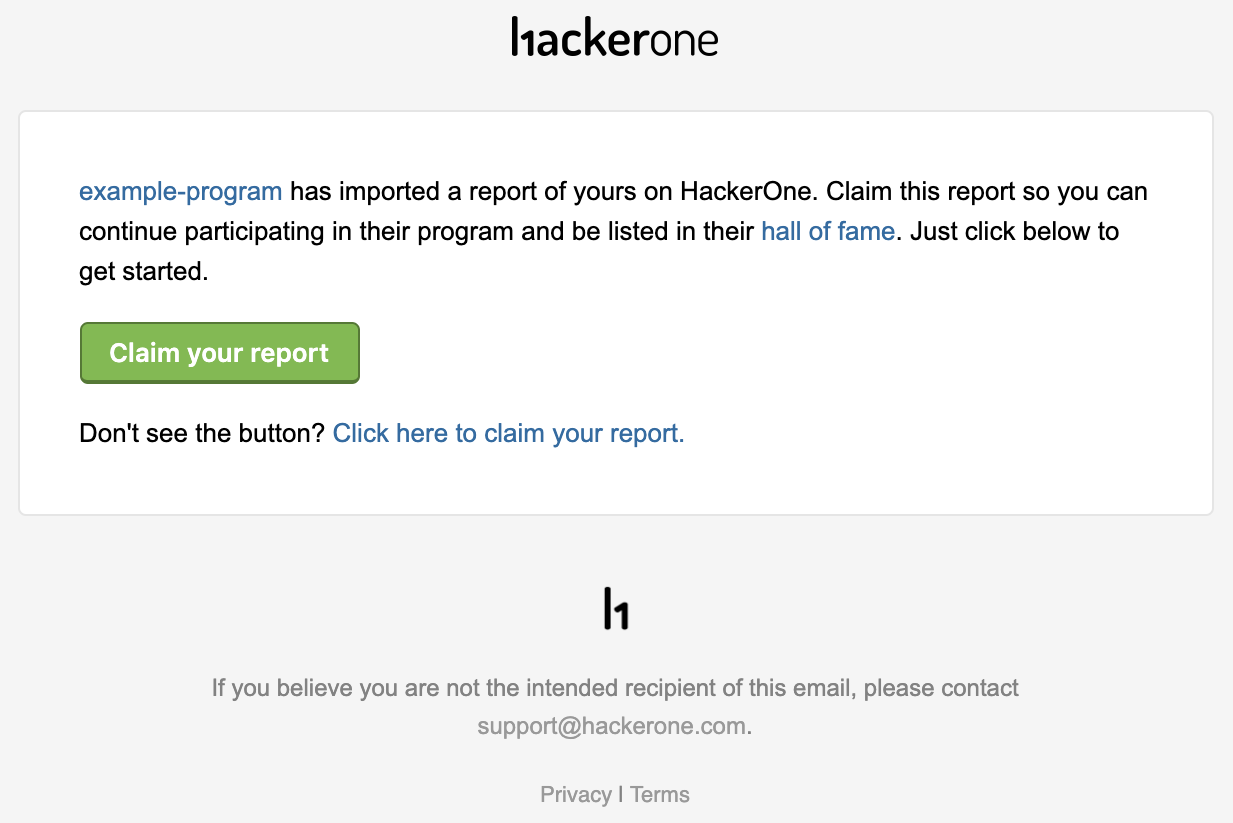 hackerone
example-program has imported a report of yours on HackerOne. Claim this report so you can
continue participating in their program and be listed in their hall of fame. Just click below to
get started.
Claim your report
Don't see the button? Click here to claim your report.
h1
If you believe you are not the intended recipient of this email, please contact
support@hackerone.com.
Privacy | Terms